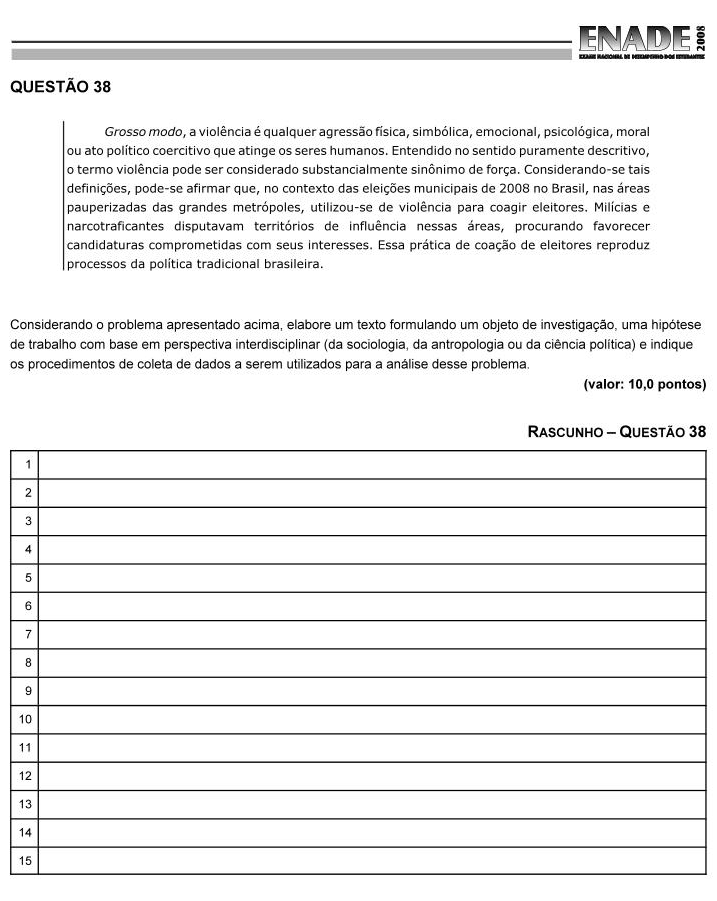 ENADE 2008
EXAME NACIONAL DE DESEMPENHO DOS ESTUDANTES
QUESTÃO 38
Grosso modo, a violência é qualquer agressão física, simbólica, emocional, psicológica, moral
ou ato político coercitivo que atinge os seres humanos. Entendido no sentido puramente descritivo,
o termo violência pode ser considerado substancialmente sinônimo de força. Considerando-se tais
definições, pode-se afirmar que, no contexto das eleições municipais de 2008 no Brasil, nas áreas
pauperizadas das grandes metrópoles, utilizou-se de violência para coagir eleitores. Milícias e
narcotraficantes disputavam territórios de influência nessas áreas, procurando favorecer
candidaturas comprometidas com seus interesses. Essa prática de coação de eleitores reproduz
processos da política tradicional brasileira.
Considerando o problema apresentado acima, elabore um texto formulando um objeto de investigação, uma hipótese
de trabalho com base em perspectiva interdisciplinar (da sociologia, da antropologia ou da ciência política) e indique
os procedimentos de coleta de dados a serem utilizados para a análise desse problema.
(valor: 10,0 pontos)
RASCUNHO – QUESTÃO 38
1
2
3
4
5
6
7
8
9
10
11
12
13
14
15